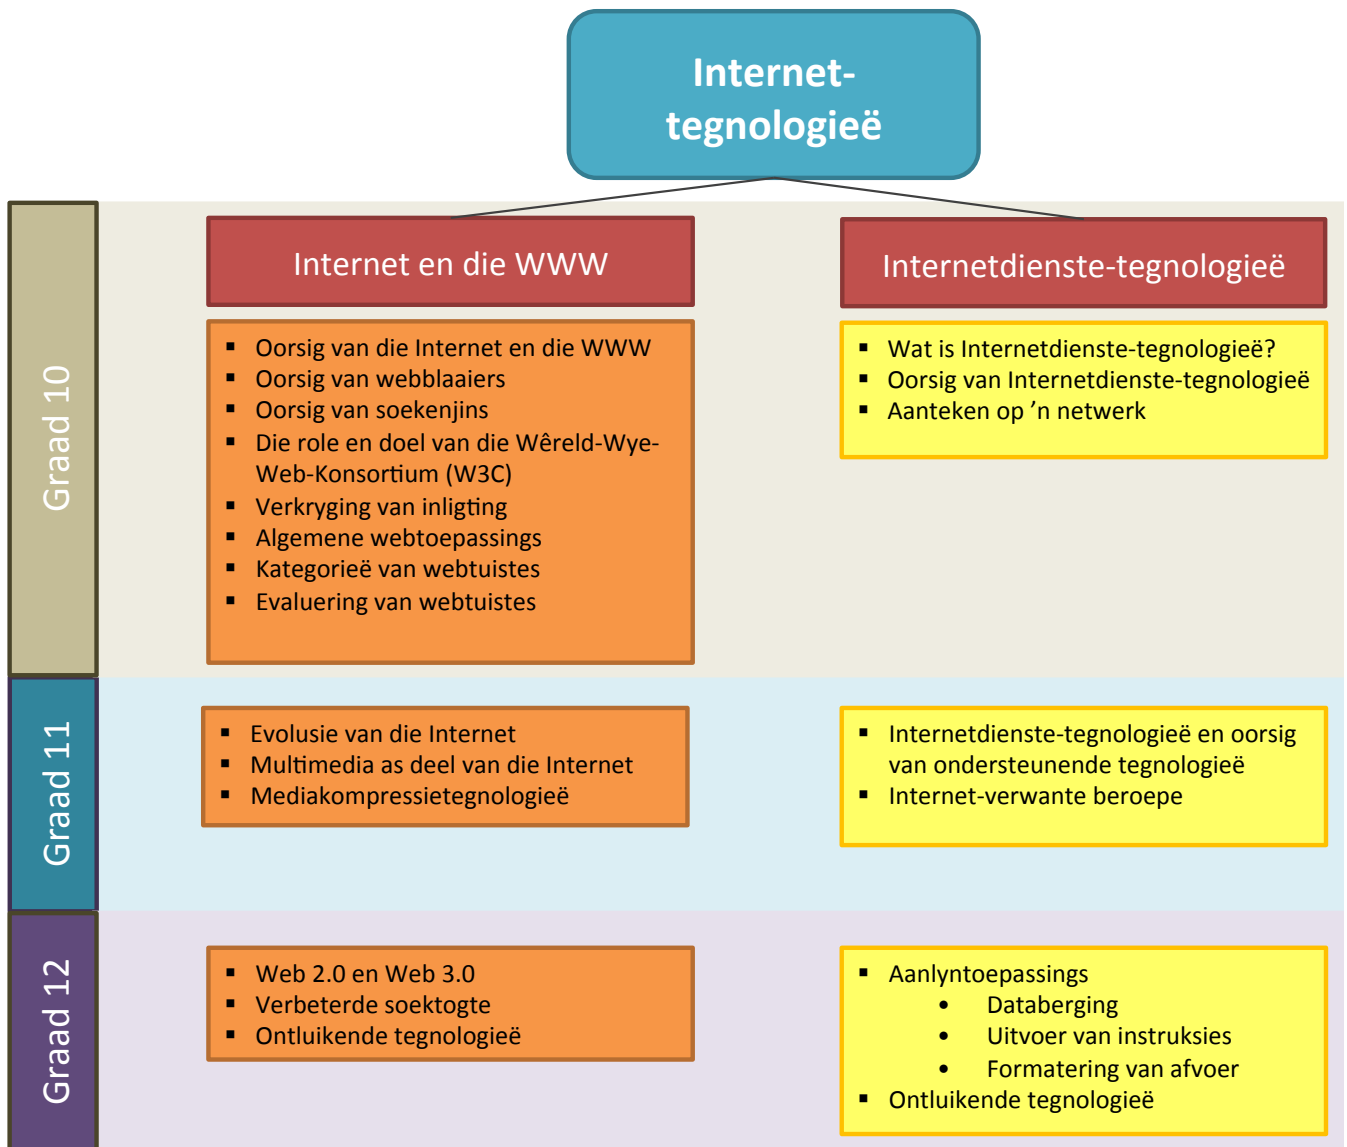 Internet-
tegnologieë
Graad 10
Internet en die WWW
▪ Oorsig van die Internet en die WWW
▪ Oorsig van webblaaiers
▪ Oorsig van soekenjins
▪ Die role en doel van die Wêreld-Wye-
Web-Konsortium (W3C)
▪ Verkryging van inligting
▪ Algemene webtoepassings
▪ Kategorieë van webtuistes
▪ Evaluering van webtuistes
Internetdienste-tegnologieë
▪ Wat is Internetdienste-tegnologieë?
▪ Oorsig van Internetdienste-tegnologieë
▪ Aanteken op ’n netwerk
Graad 11
▪ Evolusie van die Internet
▪ Multimedia as deel van die Internet
▪ Mediakompressietegnologieë
▪ Internetdienste-tegnologieë en oorsig
van ondersteunende tegnologieë
▪ Internet-verwante beroepe
Graad 12
▪ Web 2.0 en Web 3.0
▪ Verbeterde soektogte
▪ Ontluikende tegnologieë
▪ Aanlyntoepassings
• Databerging
• Uitvoer van instruksies
• Formatering van afvoer
▪ Ontluikende tegnologieë